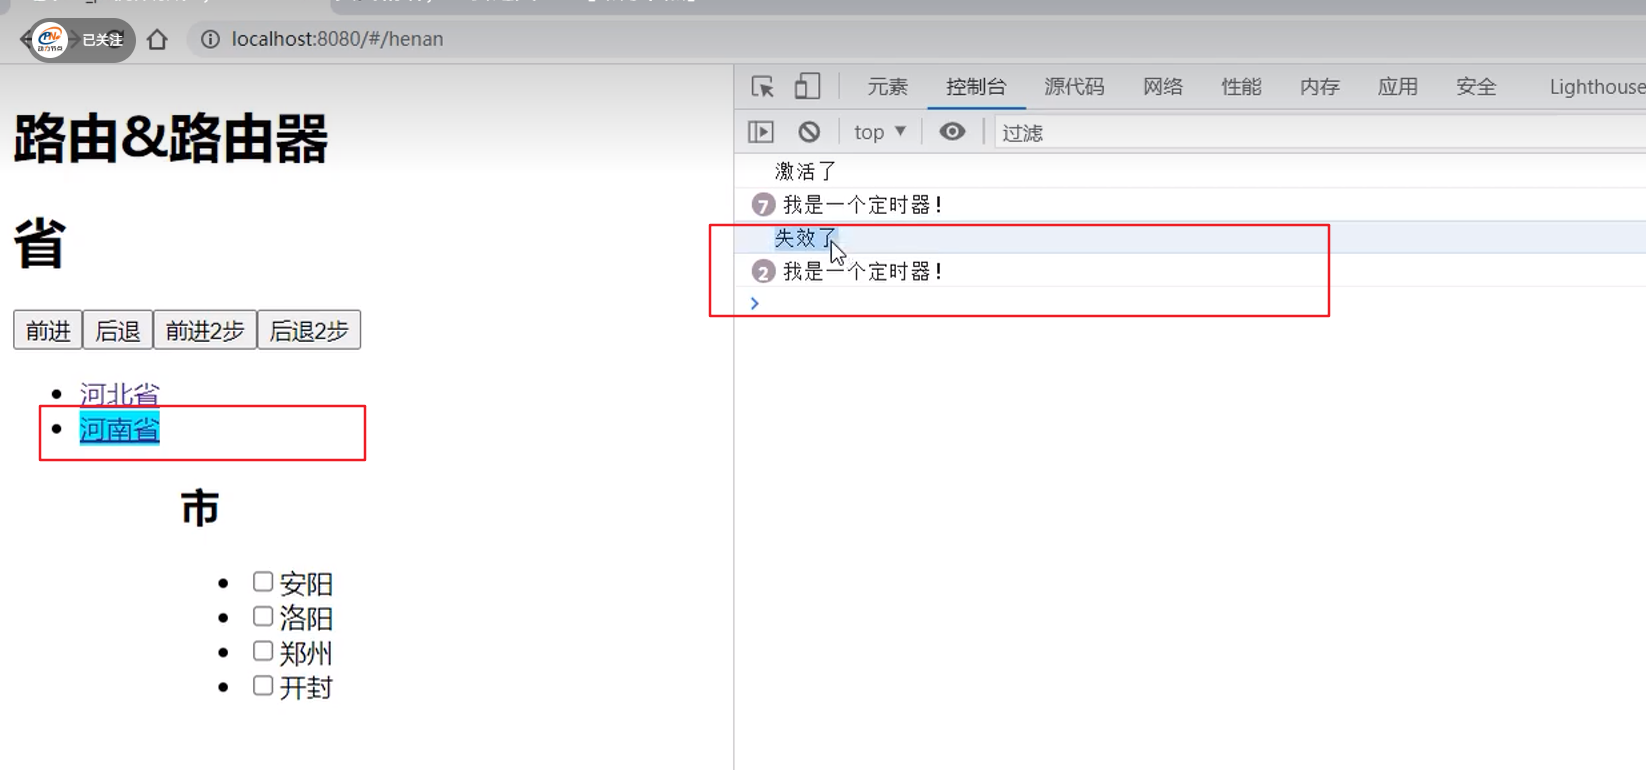 已关注
localhost:8080/#/henan
元素 控制台 源代码 网络 性能 内存 应用 安全 Lighthouse
top
过滤
路由&路由器
省
前进 后退 前进2步 后退2步
河北省
河南省
市
安阳
洛阳
郑州
开封
激活了
7 我是一个定时器!
失效了
2 我是一个定时器!